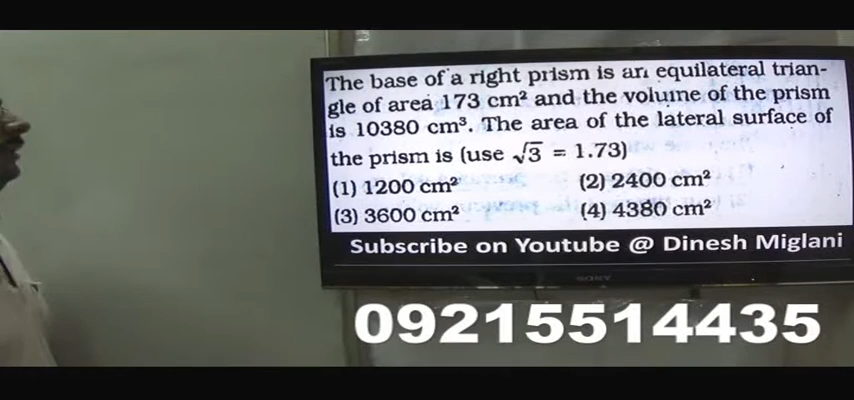 The base of a right prism is an equilateral trian-
gle of area 173 cm² and the volume of the prism
is 10380 cm³. The area of the lateral surface of
the prism is (use √3 = 1.73)
(1) 1200 cm² (2) 2400 cm²
(3) 3600 cm² (4) 4380 cm²
Subscribe on Youtube @ Dinesh Miglani
SONY
09215514435